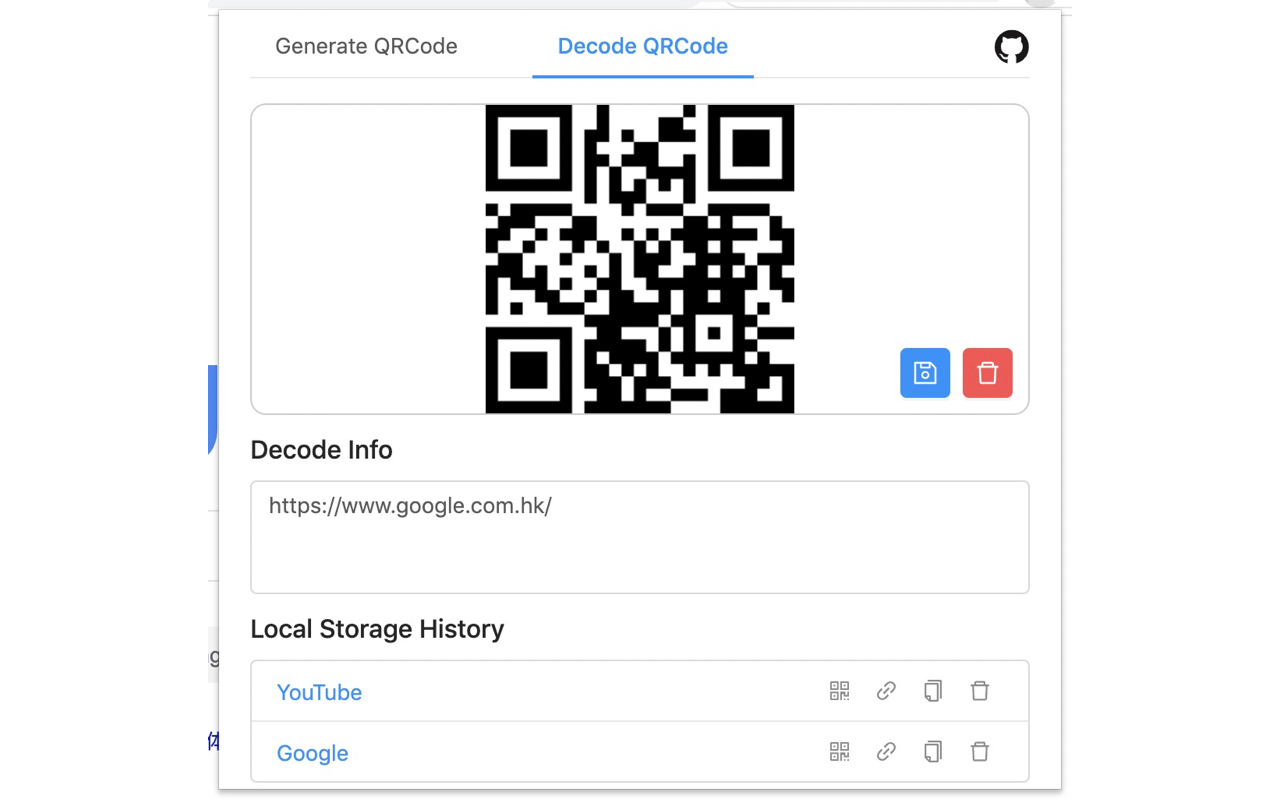 Generate QRCode
Decode QRCode
Decode Info
https://www.google.com.hk/
Local Storage History
YouTube
Google